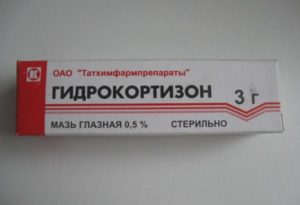 ОАО "Татхимфармпрепараты"
ГИДРОКОРТИЗОН 3 г
МАЗЬ ГЛАЗНАЯ 0,5 % СТЕРИЛЬНО